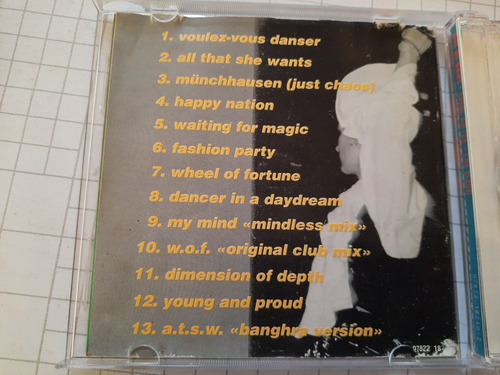 1. voulez-vous danser
2. all that she wants
3. münchhausen (just chaos)
4. happy nation
5. waiting for magic
6. fashion party
7. wheel of fortune
8. dancer in a daydream
9. my mind «mindless mix»
10. w.o.f. «original club mix»
11. dimension of depth
12. young and proud
13. a.t.s.w. «banghra version»